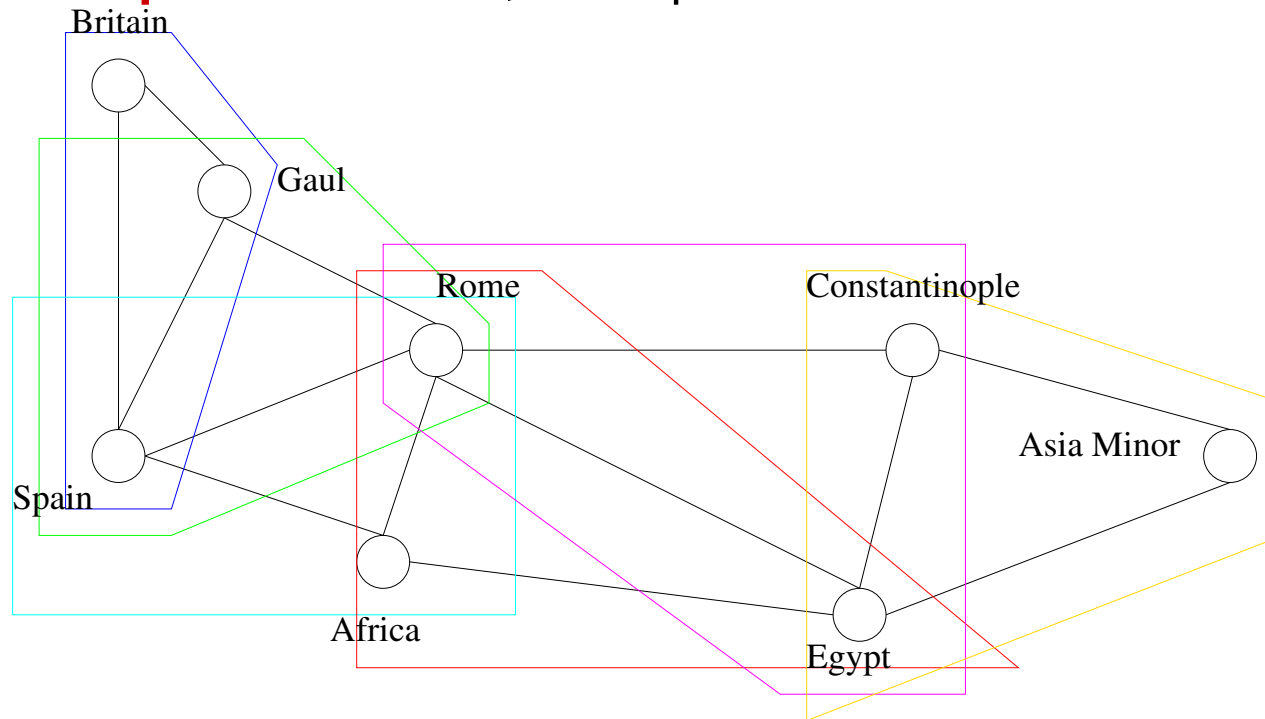 Britain
Gaul
Rome
Constantinople
Asia Minor
Spain
Africa
Egypt